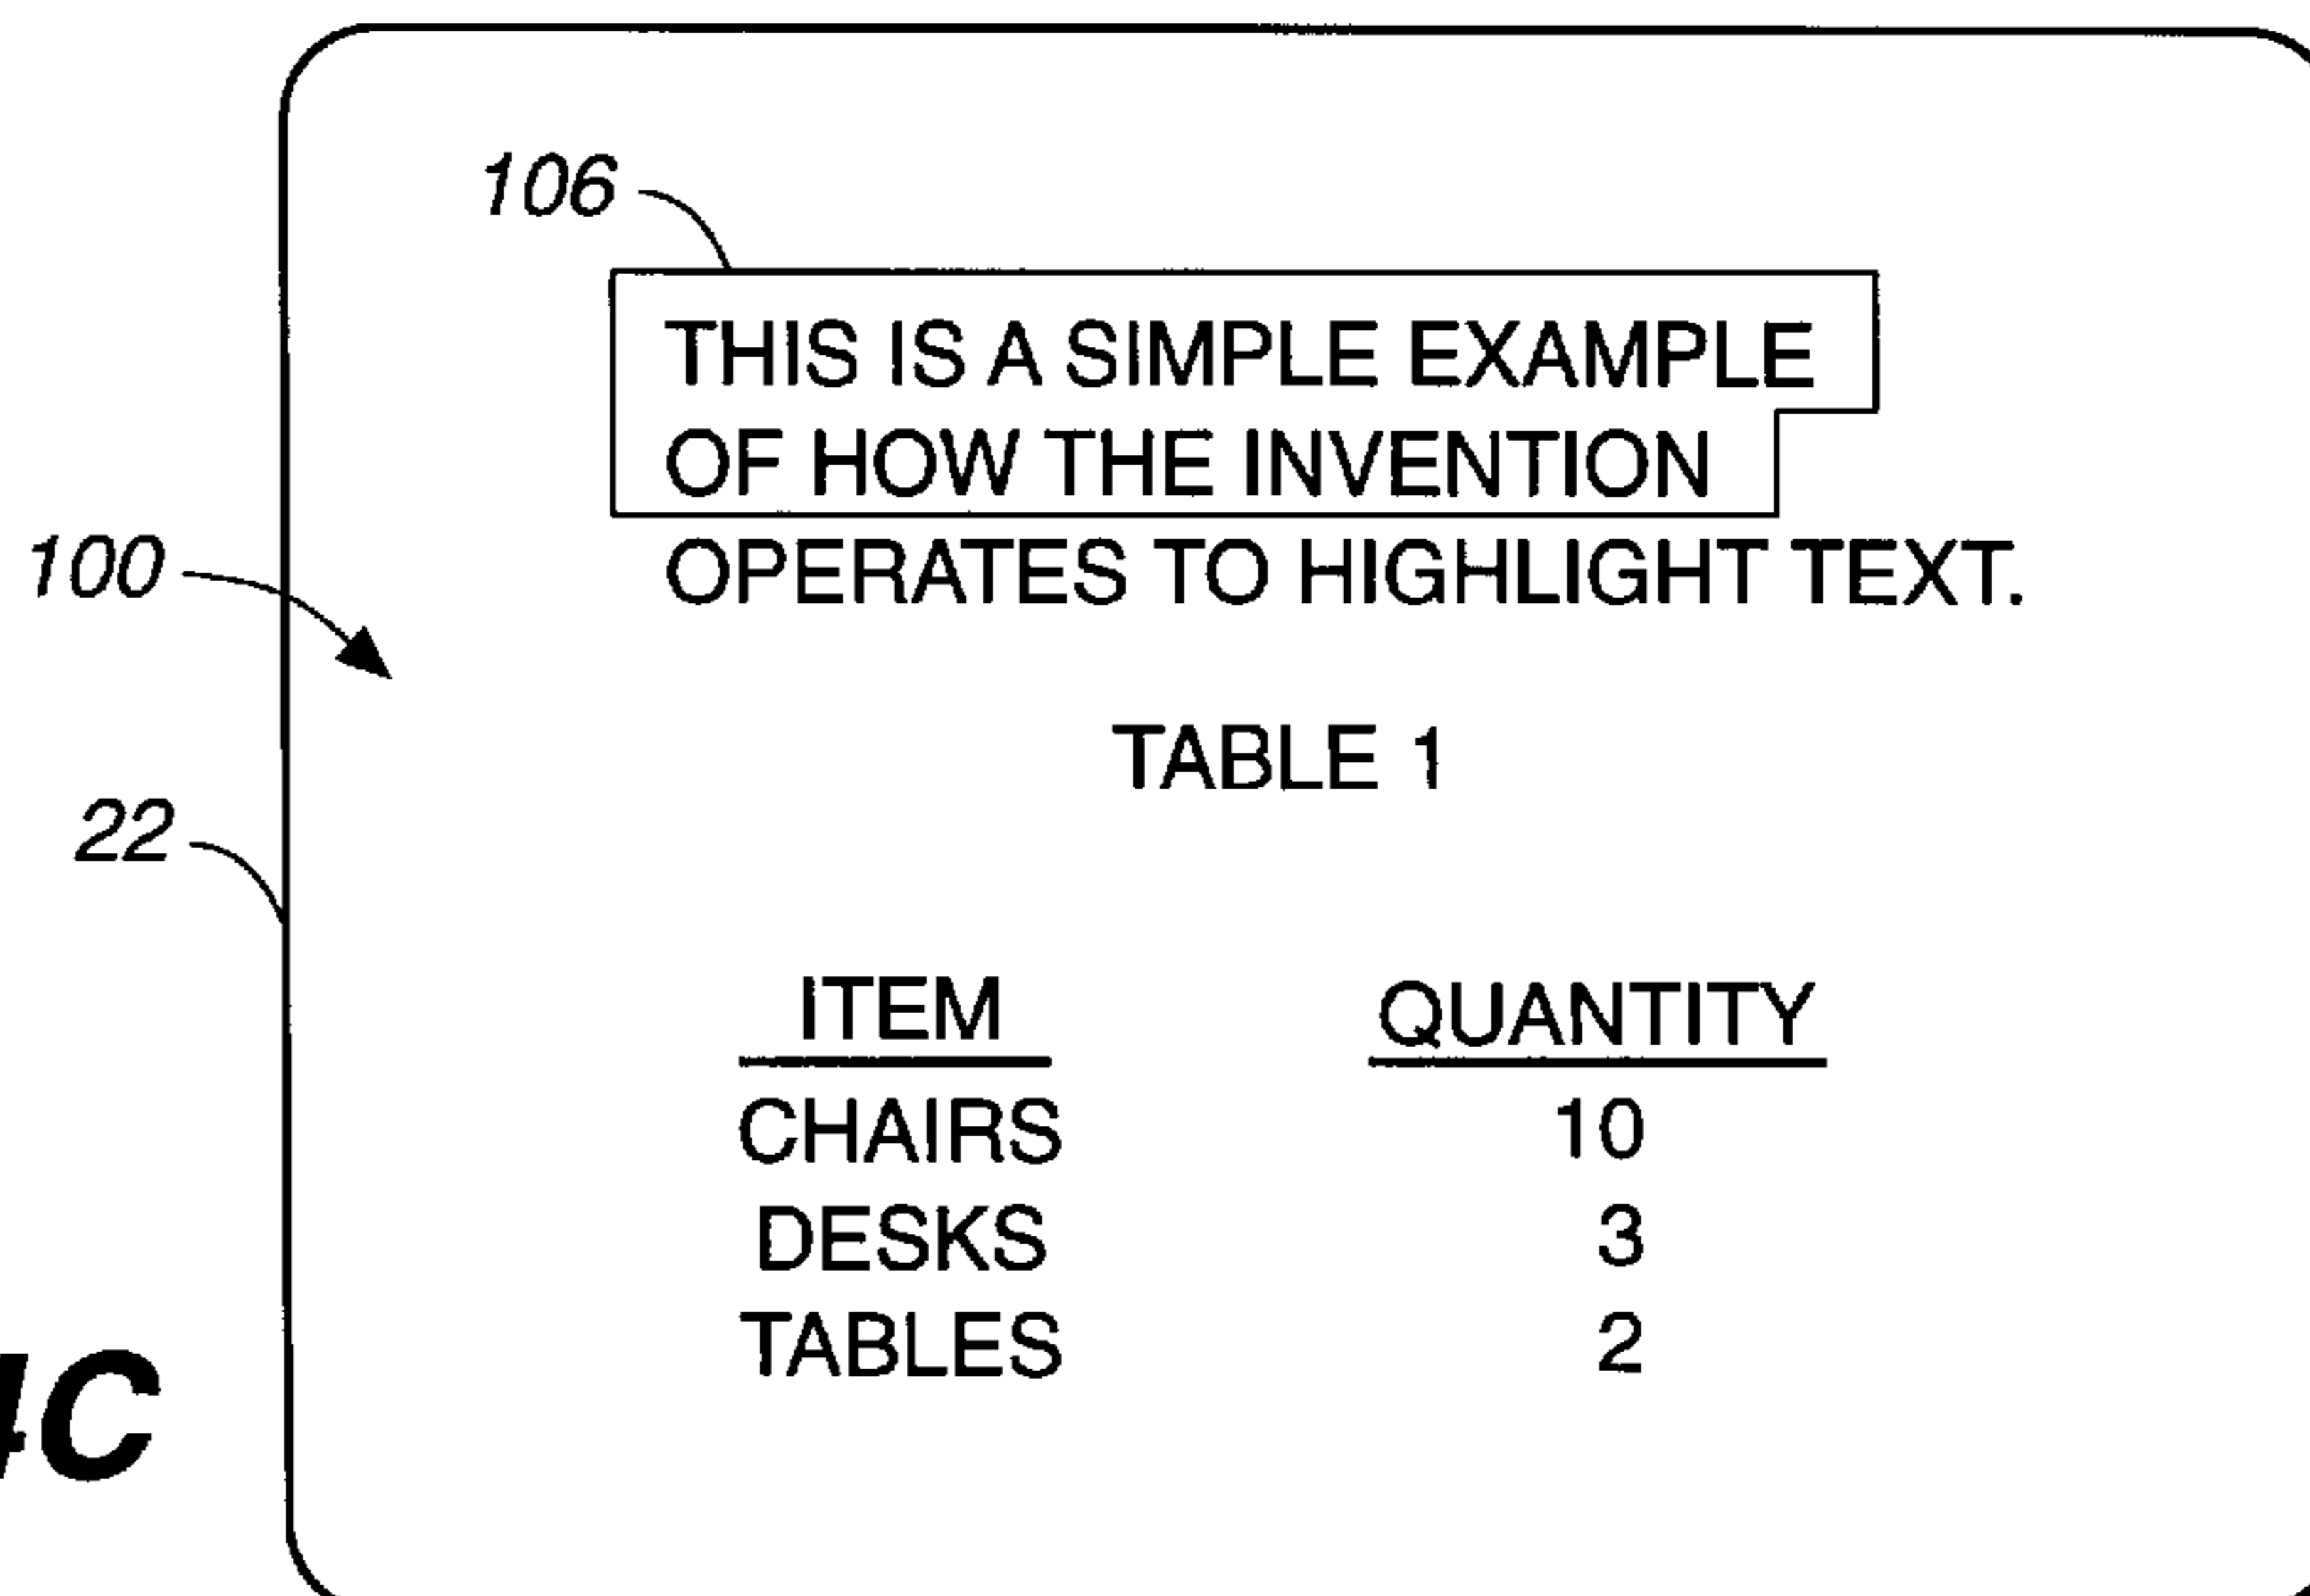 106
THIS IS A SIMPLE EXAMPLE
OF HOW THE INVENTION
OPERATES TO HIGHLIGHT TEXT.
100
TABLE 1
22
ITEM QUANTITY
CHAIRS 10
DESKS 3
TABLES 2
4C